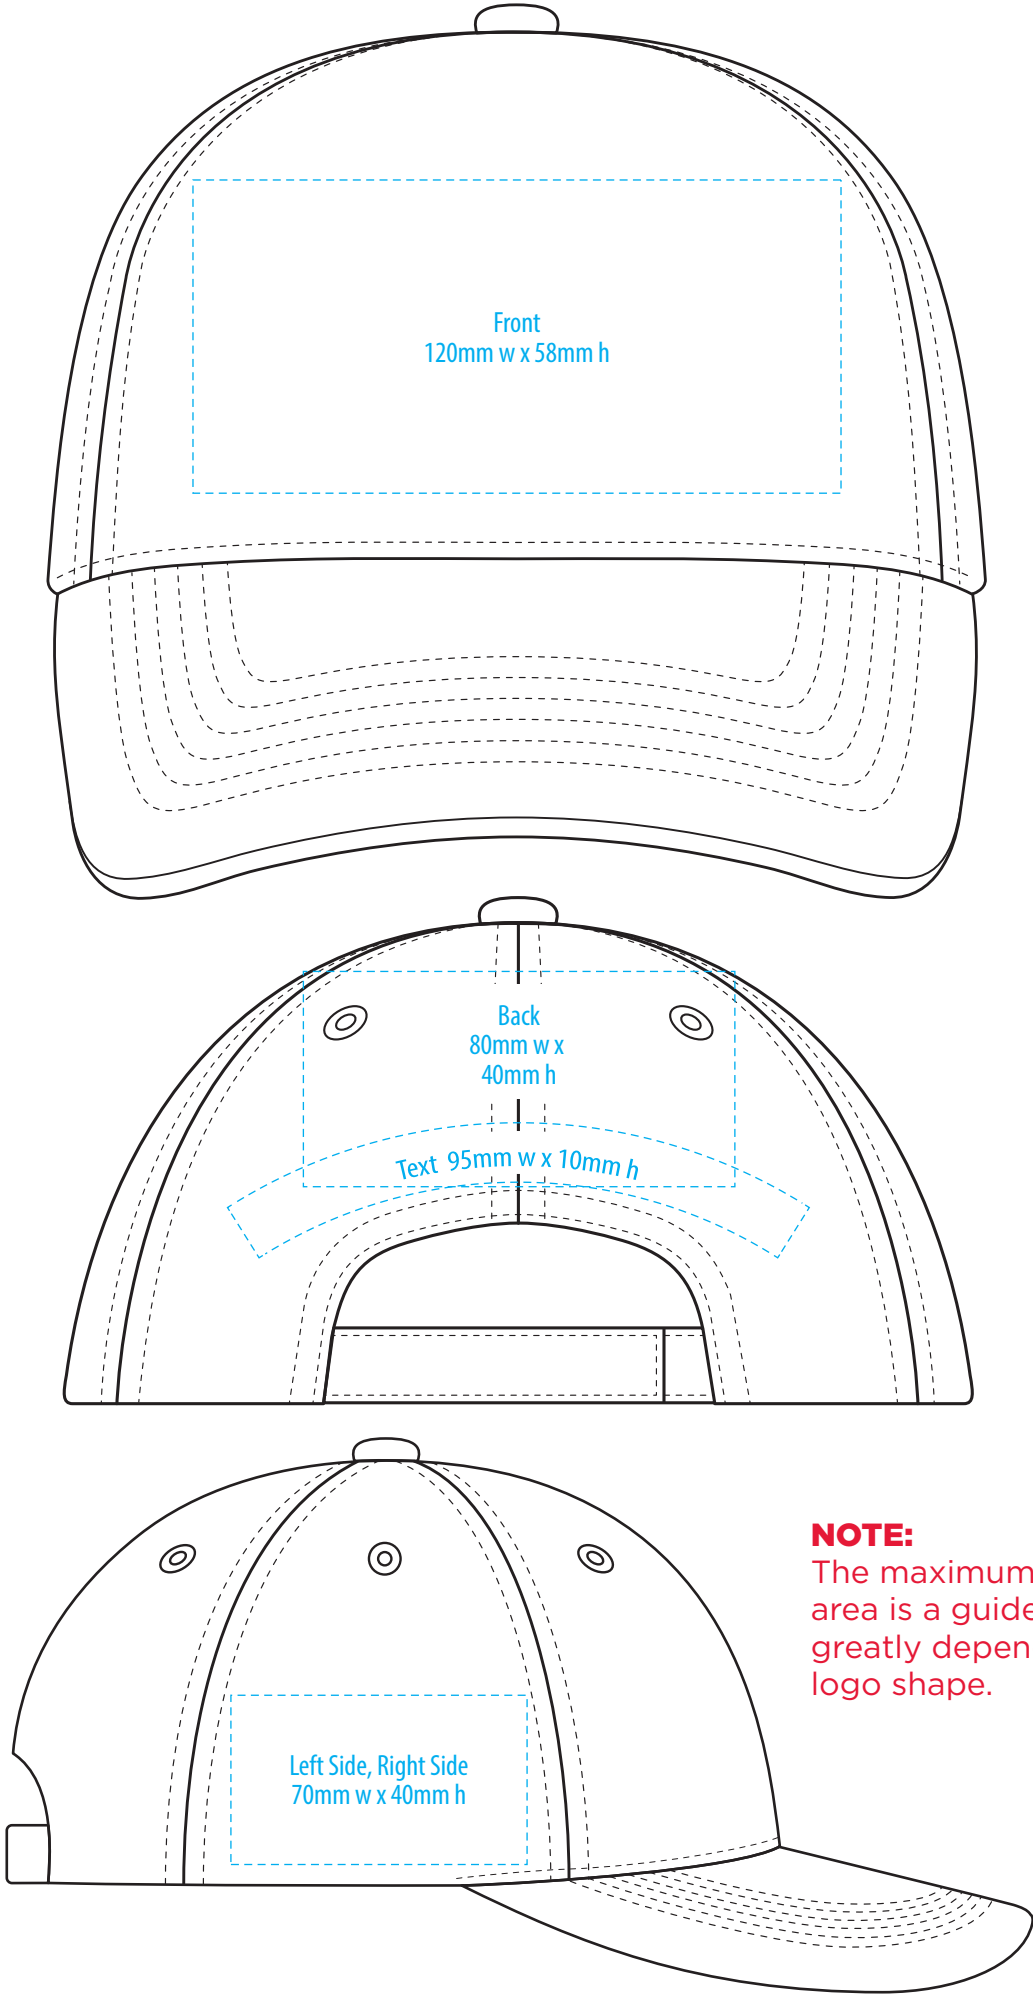 Front
120mm w x 58mm h
Back
80mm w x
40mm h
Text 95mm w x 10mm h
NOTE:
The maximum
area is a guide
greatly depen
logo shape.
Left Side, Right Side
70mm w x 40mm h